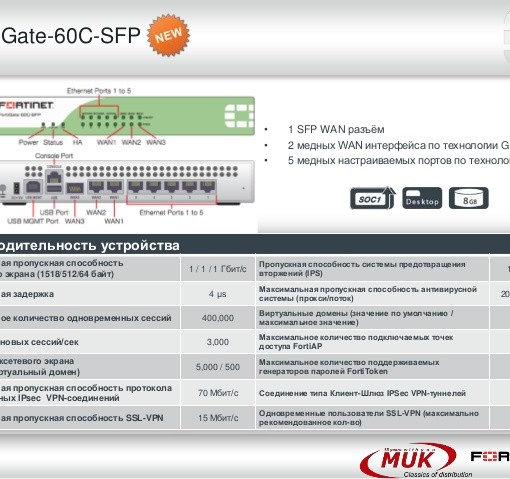 Gate-60C-SFP NEW
Ethernet Ports 1 to 5
FORTINET
FortiGate 60C-SFP
Power Status HA WAN1 WAN2 WAN3
Console Port
USB Port WAN2 Ethernet Ports 1 to 5
USB MGMT Port WAN3 WAN1
• 1 SFP WAN разъём
• 2 медных WAN интерфейса по технологии G
• 5 медных настраиваемых портов по техноло
SOC1 Desktop 8GB
одительность устройства
ая пропускная способность
о экрана (1518/512/64 байт)
1 / 1 / 1 Гбит/с
Пропускная способность системы предотвращения
вторжений (IPS)
ая задержка
4 µs
Максимальная пропускная способность антивирусной
системы (прокси/поток)
20
ое количество одновременных сессий
400,000
Виртуальные домены (значение по умолчанию /
максимальное значение)
новых сессий/сек
3,000
Максимальное количество подключаемых точек
доступа FortiAP
ксетевого экрана
ртуальный домен)
5,000 / 500
Максимальное количество поддерживаемых
генераторов паролей FortiToken
ая пропускная способность протокола
ных IPsec VPN-соединений
70 Мбит/с
Соединение типа Клиент-Шлюз IPSec VPN-туннелей
ая пропускная способность SSL-VPN
15 Мбит/с
Одновременные пользователи SSL-VPN (максимально
рекомендованное кол-во)
MUK
Classics of distribution
FOR